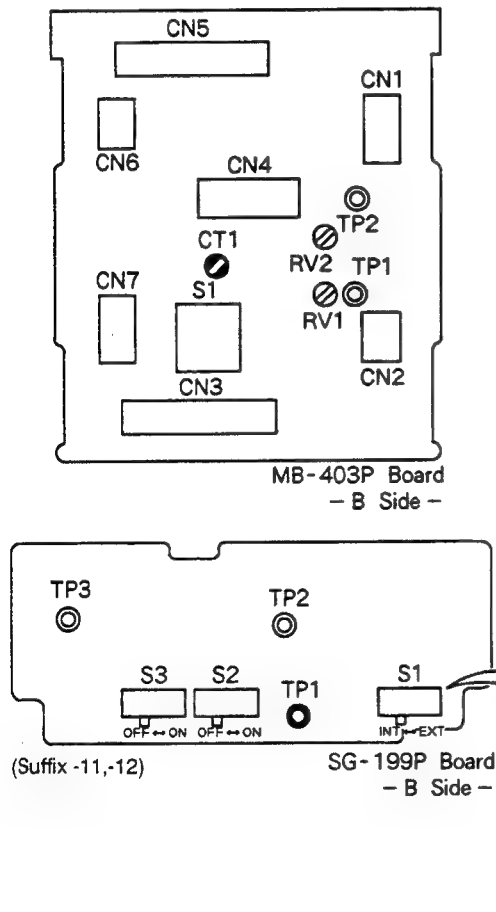 CN5
CN1
CN6
CN4
TP2
CT1
RV2 TP1
CN7
S1
RV1
CN2
CN3
MB-403P Board
- B Side -
TP3
TP2
S3 S2 TP1 S1
OFF ↔ ON OFF ↔ ON INT ↔ EXT
(Suffix -11,-12) SG-199P Board
- B Side -